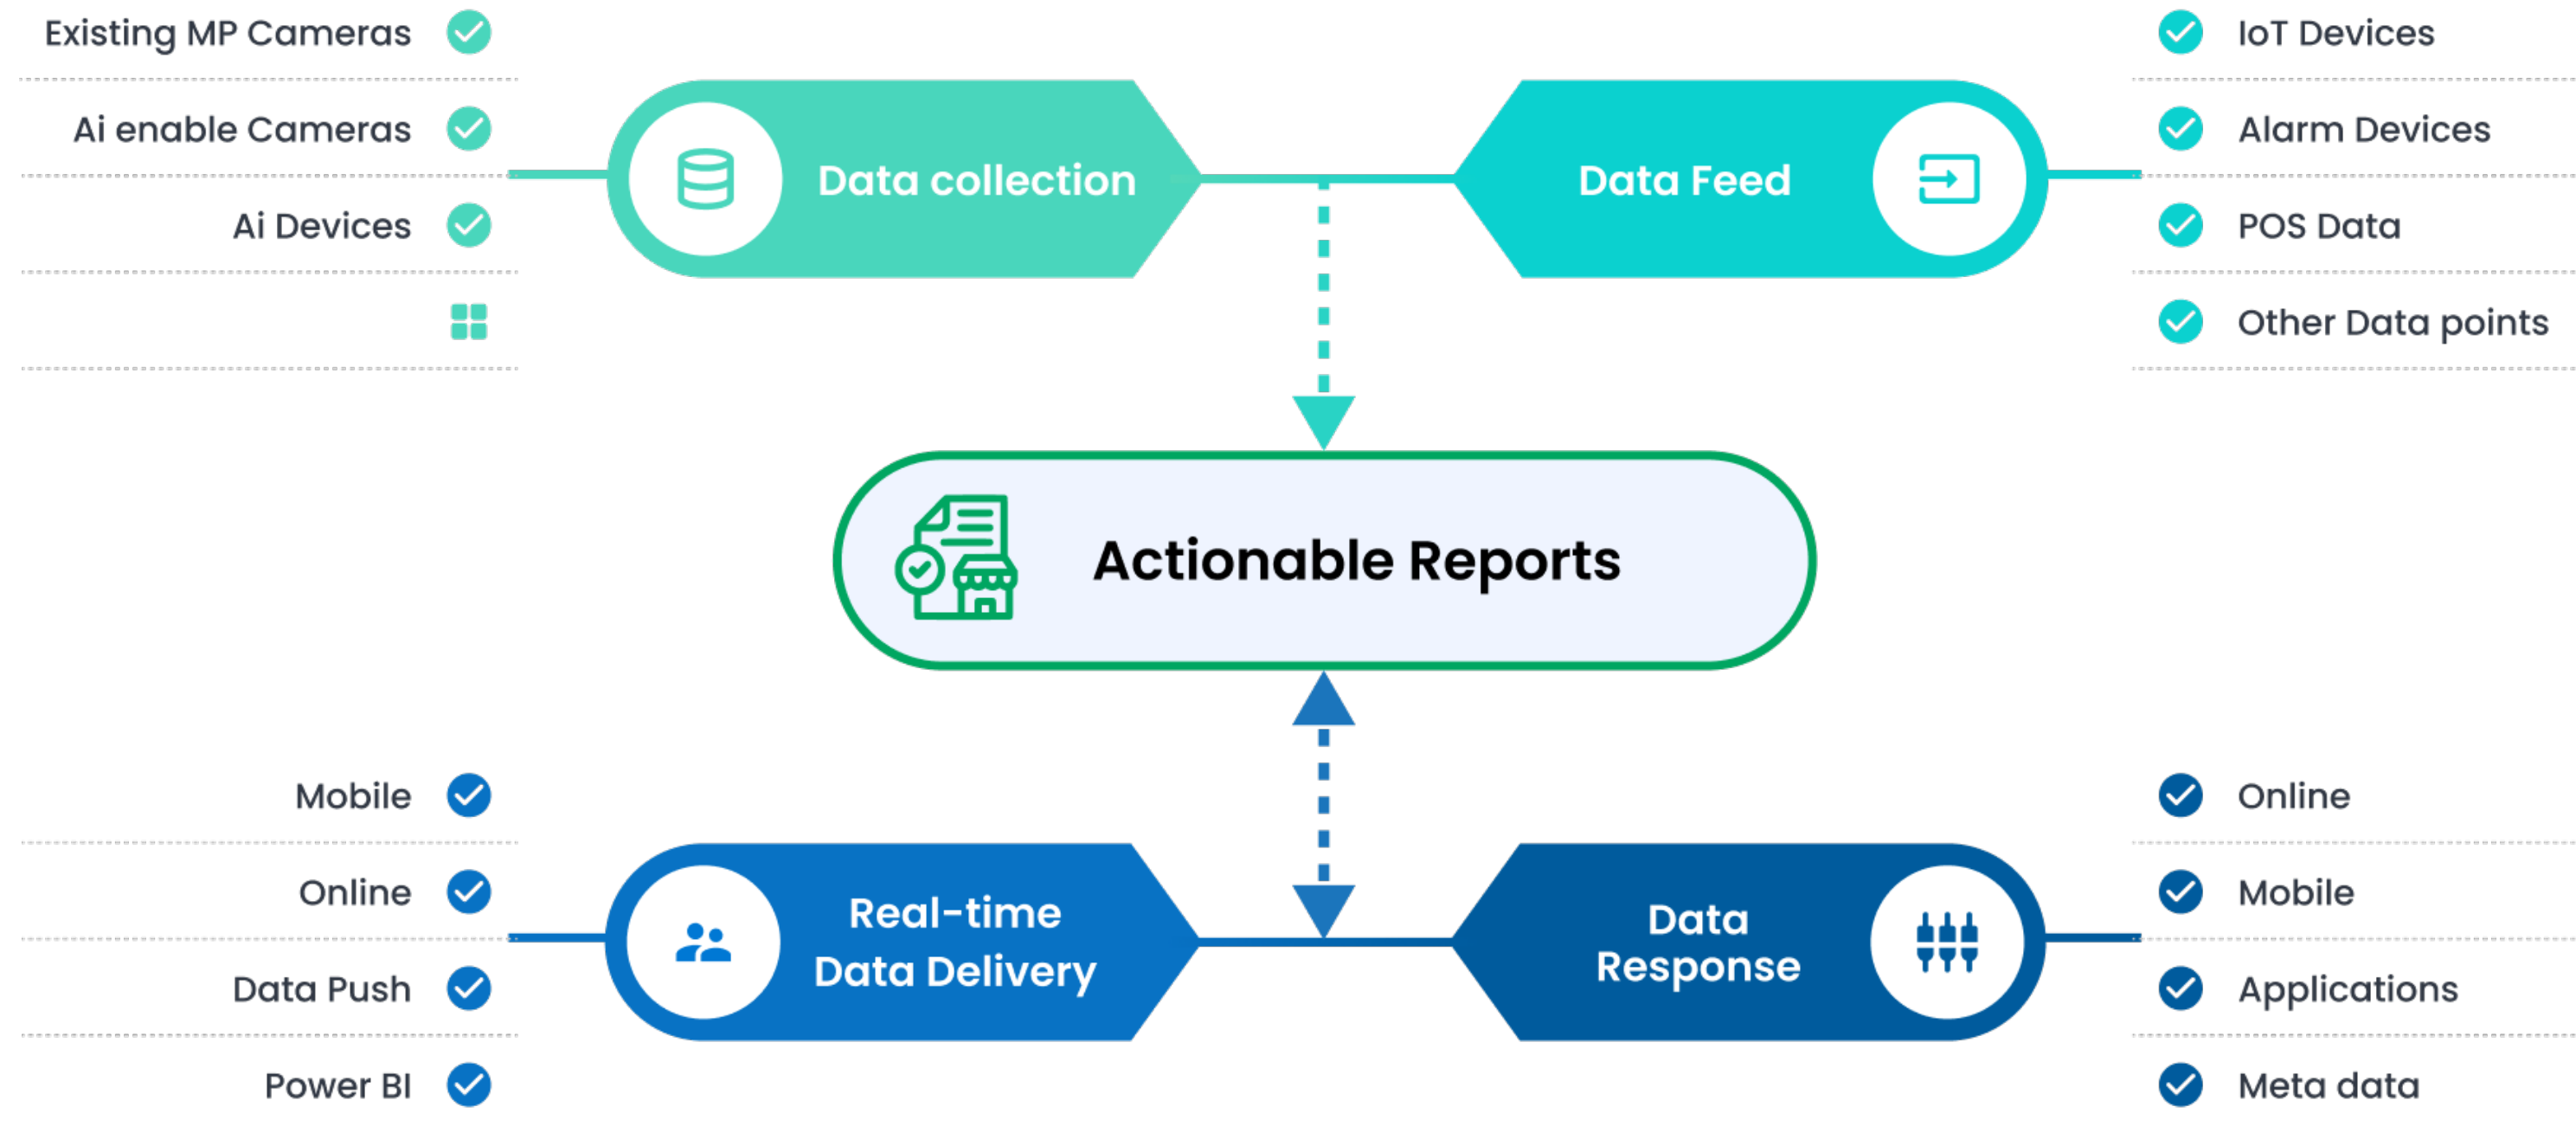 Existing MP Cameras
Ai enable Cameras
Ai Devices
Data collection
Data Feed
IoT Devices
Alarm Devices
POS Data
Other Data points
Actionable Reports
Mobile
Online
Data Push
Power BI
Real-time
Data Delivery
Data
Response
Online
Mobile
Applications
Meta data